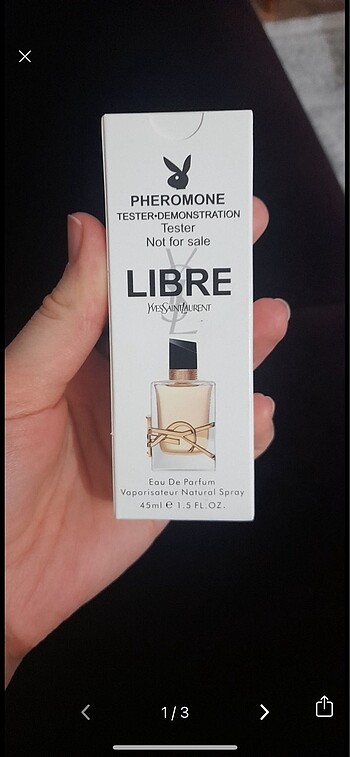 PHEROMONE
TESTER•DEMONSTRATION
Tester
Not for sale
LIBRE
YVESSAINTLAURENT
Eau De Parfum
Vaporisateur Natural Spray
45ml e 1.5 FL.OZ.
1/3